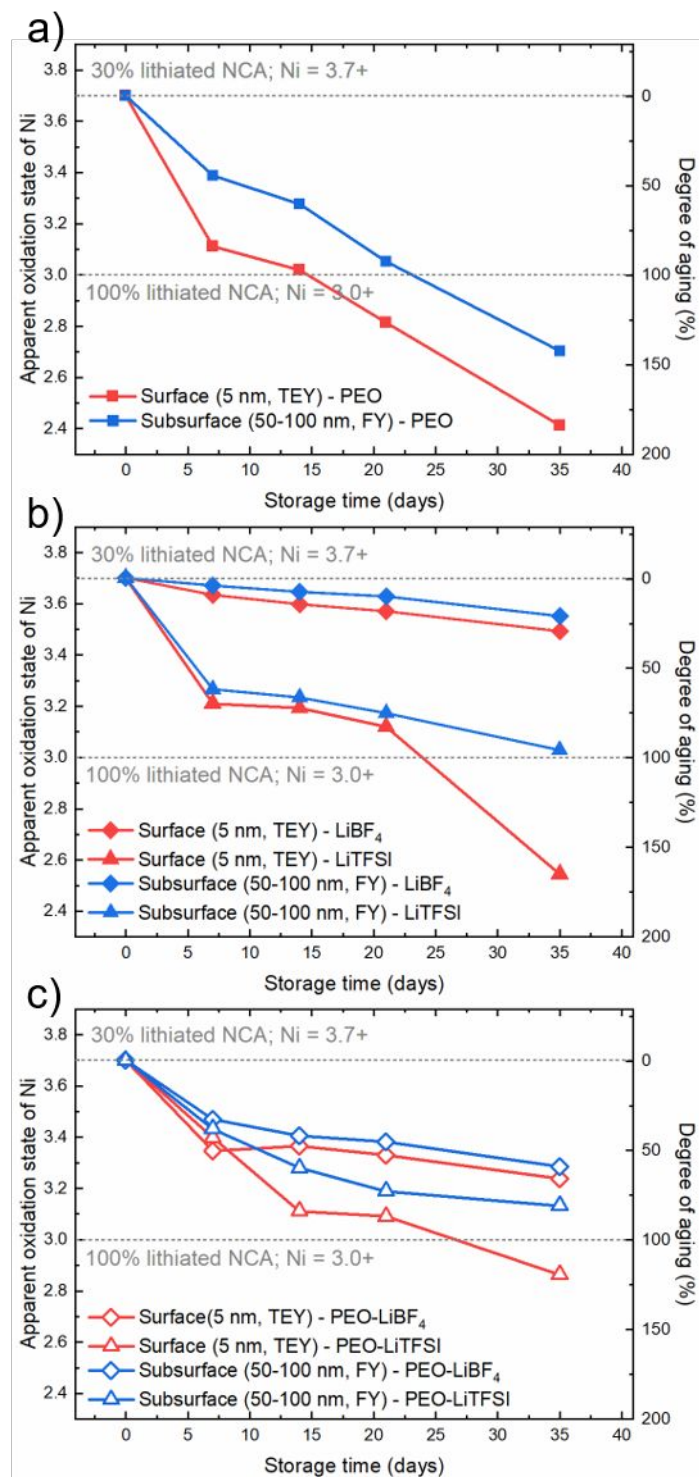 a)
3.8
3.6
3.4
3.2
3.0
2.8
2.6
2.4
Apparent oxidation state of Ni
30% lithiated NCA; Ni = 3.7+
100% lithiated NCA; Ni = 3.0+
Surface (5 nm, TEY) - PEO
Subsurface (50-100 nm, FY) - PEO
0
50
100
150
200
Degree of aging (%)
0 5 10 15 20 25 30 35 40
Storage time (days)
b)
3.8
3.6
3.4
3.2
3.0
2.8
2.6
2.4
Apparent oxidation state of Ni
30% lithiated NCA; Ni = 3.7+
100% lithiated NCA; Ni = 3.0+
Surface (5 nm, TEY) - LiBF₄
Surface (5 nm, TEY) - LiTFSI
Subsurface (50-100 nm, FY) - LiBF₄
Subsurface (50-100 nm, FY) - LiTFSI
0
50
100
150
200
Degree of aging (%)
0 5 10 15 20 25 30 35 40
Storage time (days)
c)
3.8
3.6
3.4
3.2
3.0
2.8
2.6
2.4
Apparent oxidation state of Ni
30% lithiated NCA; Ni = 3.7+
100% lithiated NCA; Ni = 3.0+
Surface(5 nm, TEY) - PEO-LiBF₄
Surface (5 nm, TEY) - PEO-LiTFSI
Subsurface (50-100 nm, FY) - PEO-LiBF₄
Subsurface (50-100 nm, FY) - PEO-LiTFSI
0
50
100
150
200
Degree of aging (%)
0 5 10 15 20 25 30 35 40
Storage time (days)